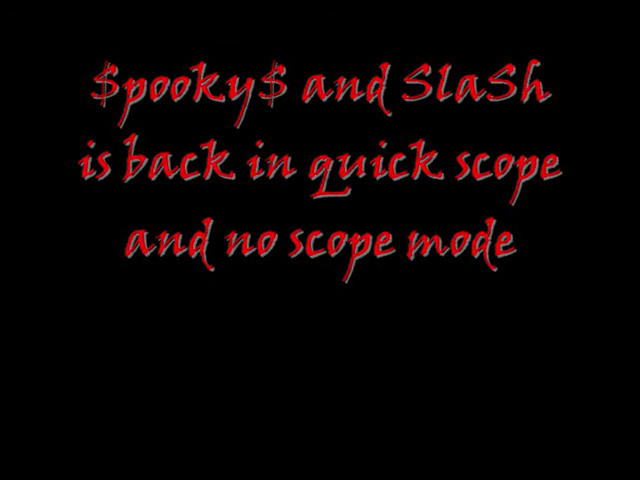 $pooky$ and SlaSh
is back in quick scope
and no scope mode